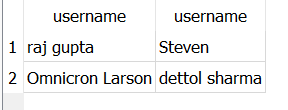 username username
1 raj gupta Steven
2 Omnicron Larson dettol sharma